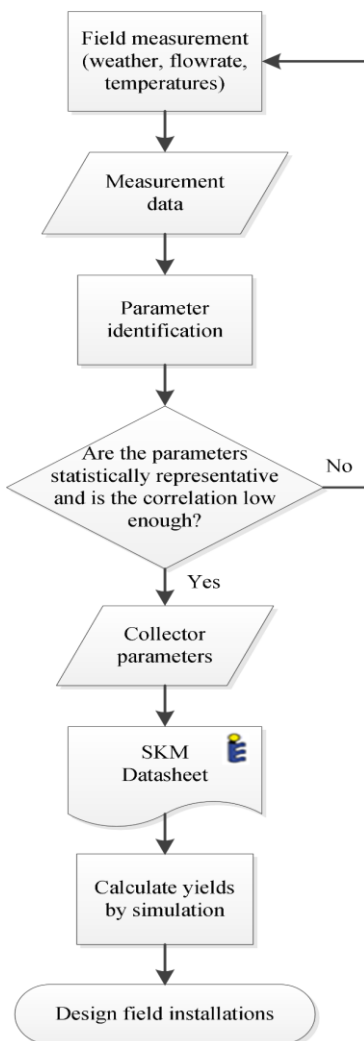 Field measurement
(weather, flowrate,
temperatures)
Measurement
data
Parameter
identification
Are the parameters
statistically representative
and is the correlation low
enough?
No
Yes
Collector
parameters
SKM
Datasheet
Calculate yields
by simulation
Design field installations